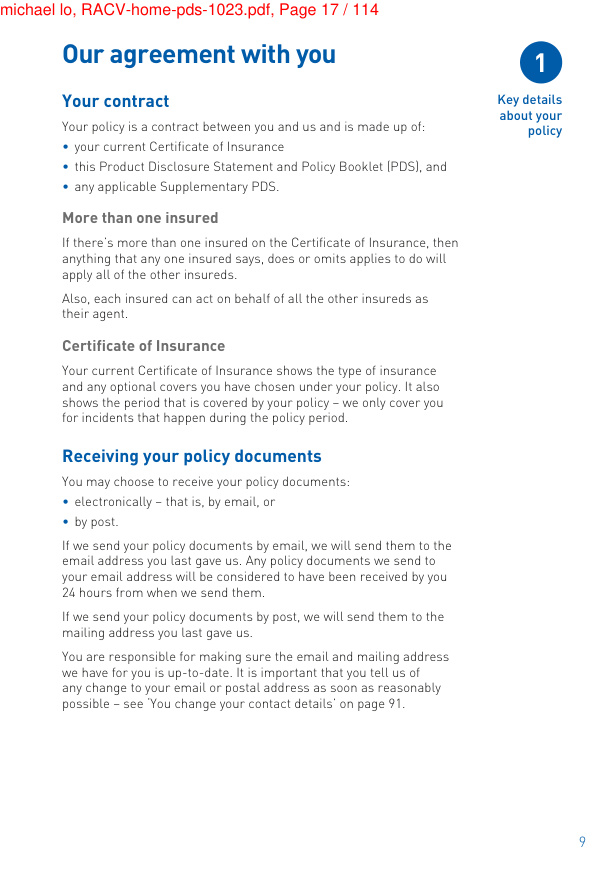 michael lo, RACV-home-pds-1023.pdf, Page 17 / 114
Our agreement with you
1
Key details
about your
policy
Your contract
Your policy is a contract between you and us and is made up of:
• your current Certificate of Insurance
• this Product Disclosure Statement and Policy Booklet (PDS), and
• any applicable Supplementary PDS.
More than one insured
If there's more than one insured on the Certificate of Insurance, then
anything that any one insured says, does or omits applies to do will
apply all of the other insureds.
Also, each insured can act on behalf of all the other insureds as
their agent.
Certificate of Insurance
Your current Certificate of Insurance shows the type of insurance
and any optional covers you have chosen under your policy. It also
shows the period that is covered by your policy – we only cover you
for incidents that happen during the policy period.
Receiving your policy documents
You may choose to receive your policy documents:
• electronically – that is, by email, or
• by post.
If we send your policy documents by email, we will send them to the
email address you last gave us. Any policy documents we send to
your email address will be considered to have been received by you
24 hours from when we send them.
If we send your policy documents by post, we will send them to the
mailing address you last gave us.
You are responsible for making sure the email and mailing address
we have for you is up-to-date. It is important that you tell us of
any change to your email or postal address as soon as reasonably
possible – see 'You change your contact details' on page 91.
9